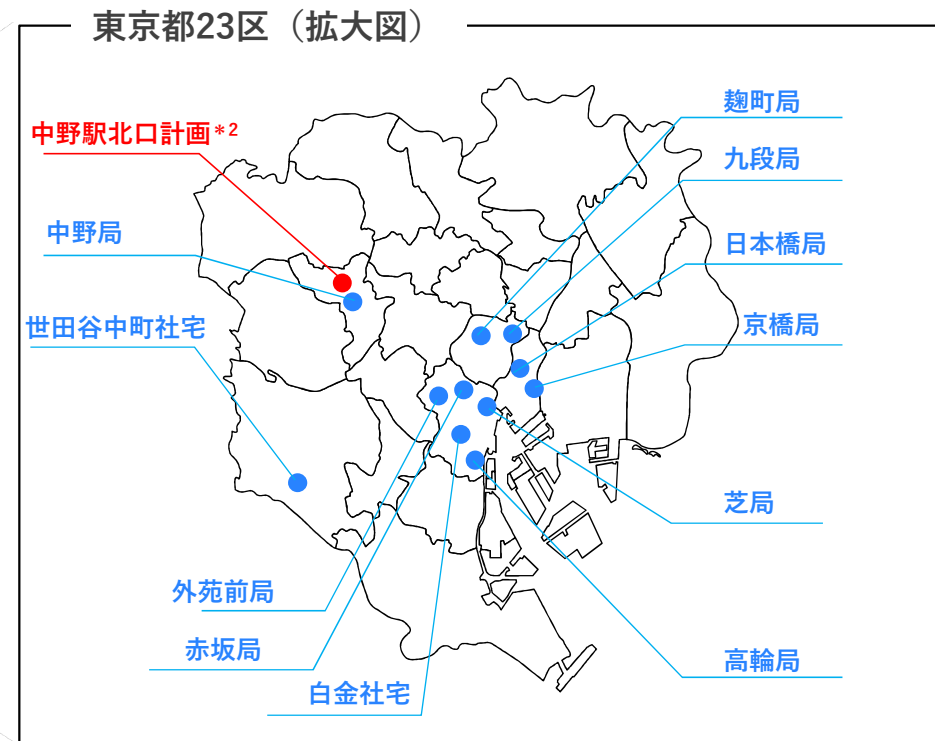 東京都23区（拡大図）
麹町局
中野駅北口計画*2
九段局
中野局
日本橋局
世田谷中町社宅
京橋局
芝局
外苑前局
赤坂局
高輪局
白金社宅